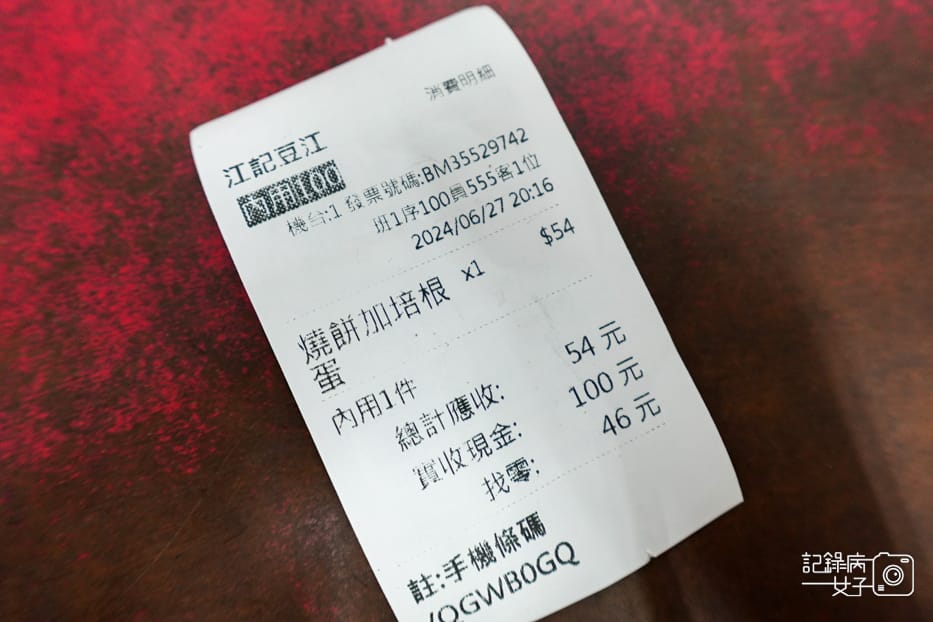 消費明細
江記豆江
內用100
機台:1 發票號碼:BM35529742
班1序100員555客1位
2024/06/27 20:16
燒餅加培根 x1 $54
蛋
內用1件
總計應收: 54 元
實收現金: 100 元
找零: 46 元
註:手機條碼
/QGWB0GQ
記錄病
女子